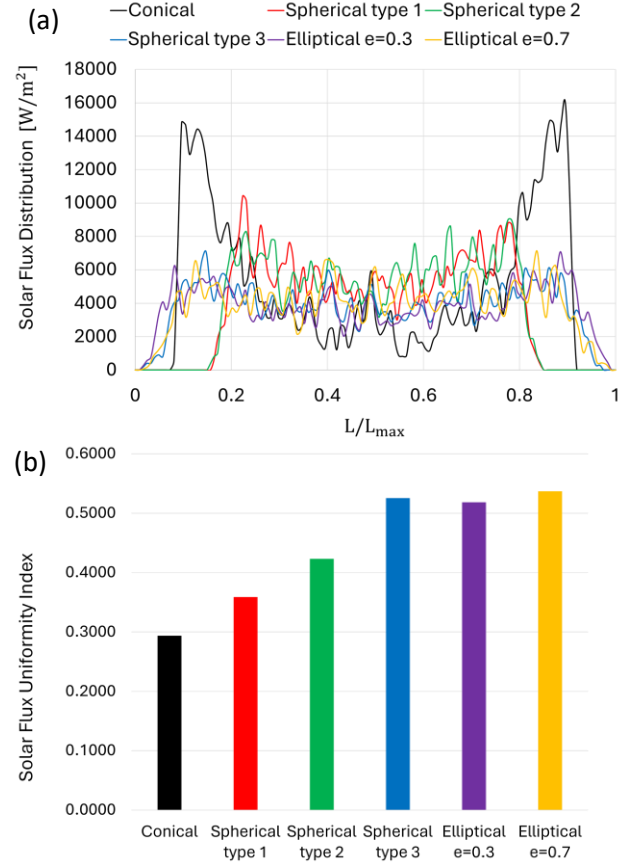 (a)
Conical Spherical type 1 Spherical type 2
Spherical type 3 Elliptical e=0.3 Elliptical e=0.7
Solar Flux Distribution [W/m²]
18000
16000
14000
12000
10000
8000
6000
4000
2000
0
0 0.2 0.4 0.6 0.8 1
L/Lmax
(b)
Solar Flux Uniformity Index
0.6000
0.5000
0.4000
0.3000
0.2000
0.1000
0.0000
Conical Spherical Spherical Spherical Elliptical Elliptical
type 1 type 2 type 3 e=0.3 e=0.7